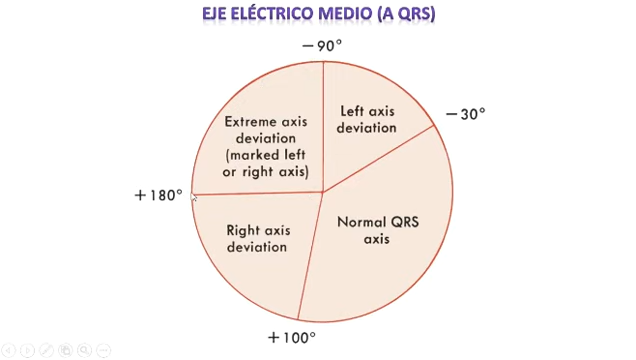 EJE ELÉCTRICO MEDIO (A QRS)
−90°
Left axis
deviation
−30°
Extreme axis
deviation
(marked left
or right axis)
+180°
Normal QRS
axis
Right axis
deviation
+100°